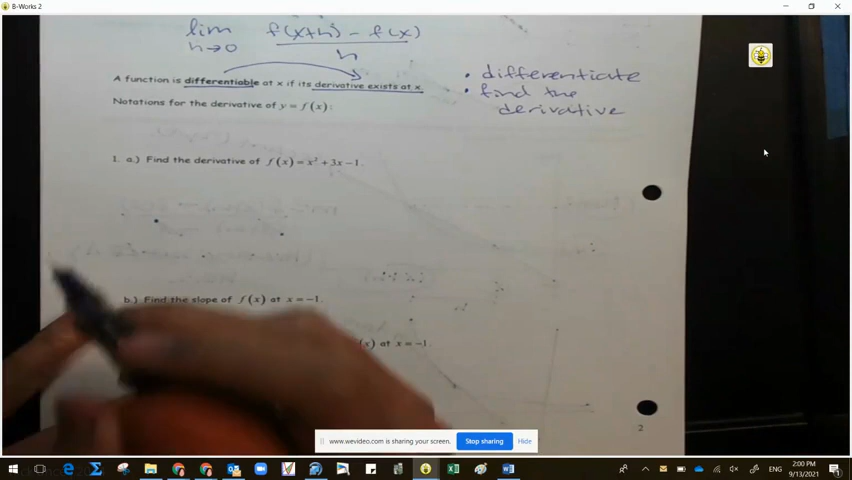 B-Works 2
lim f(x+h) - f(x)
h→0 h
A function is differentiable at x if its derivative exists at x.
• differentiate
• find the
derivative
Notations for the derivative of y = f(x):
1. a.) Find the derivative of f(x) = x² + 3x - 1.
b.) Find the slope of f(x) at x = -1.
(x) at x = -1.
2
www.wevideo.com is sharing your screen. Stop sharing Hide
ENG 2:00 PM
9/13/2021